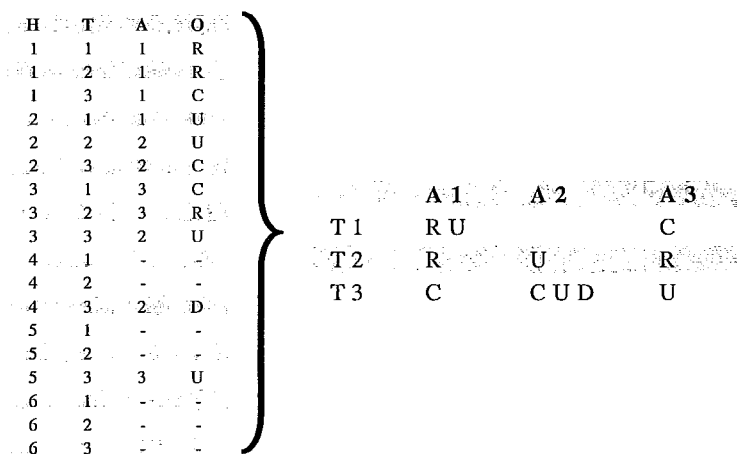 H T A O
1 1 1 R
1 2 1 R
1 3 1 C
2 1 1 U
2 2 2 U
2 3 2 C
3 1 3 C
3 2 3 R
3 3 2 U
4 1 - -
4 2 - -
4 3 2 D
5 1 - -
5 2 - -
5 3 3 U
6 1 - -
6 2 - -
6 3 - -
A 1 A 2 A 3
T 1 R U C
T 2 R U R
T 3 C C U D U